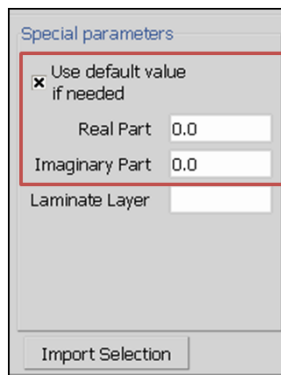 Special parameters
Use default value
if needed
Real Part 0.0
Imaginary Part 0.0
Laminate Layer
Import Selection